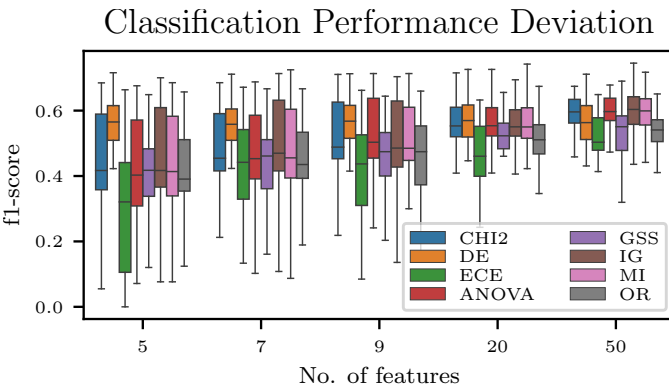 Classification Performance Deviation
f1-score
0.6
0.4
0.2
0.0
CHI2
DE
ECE
ANOVA
GSS
IG
MI
OR
5 7 9 20 50
No. of features